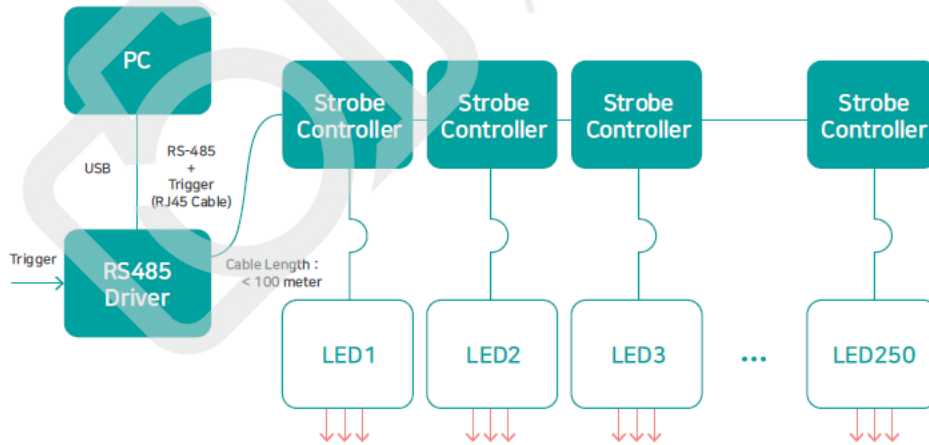 PC
Strobe
Controller
Strobe
Controller
Strobe
Controller
Strobe
Controller
USB
RS-485
+
Trigger
(RJ45 Cable)
Trigger
RS485
Driver
Cable Length :
< 100 meter
LED1
LED2
LED3
...
LED250